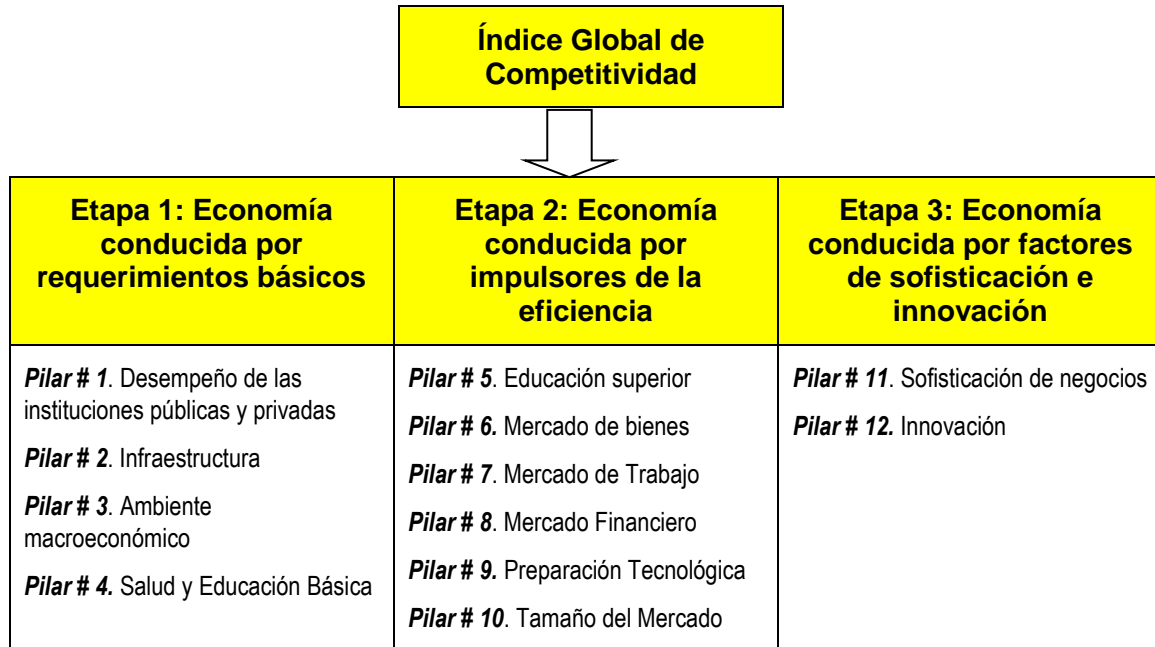 Índice Global de
Competitividad
Etapa 1: Economía
conducida por
requerimientos básicos
Pilar # 1. Desempeño de las
instituciones públicas y privadas
Pilar # 2. Infraestructura
Pilar # 3. Ambiente
macroeconómico
Pilar # 4. Salud y Educación Básica
Etapa 2: Economía
conducida por
impulsores de la
eficiencia
Pilar # 5. Educación superior
Pilar # 6. Mercado de bienes
Pilar # 7. Mercado de Trabajo
Pilar # 8. Mercado Financiero
Pilar # 9. Preparación Tecnológica
Pilar # 10. Tamaño del Mercado
Etapa 3: Economía
conducida por factores
de sofisticación e
innovación
Pilar # 11. Sofisticación de negocios
Pilar # 12. Innovación